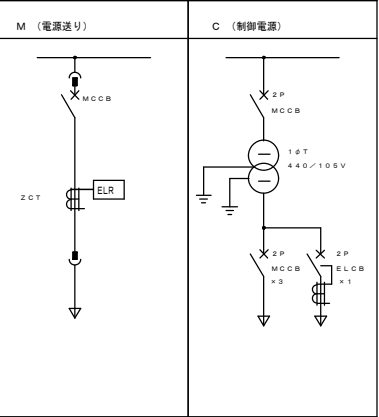 M （電源送り）
MCCB
ZCT
ELR
C （制御電源）
2P
MCCB
1φT
440／105V
2P
MCCB
×3
2P
ELCB
×1